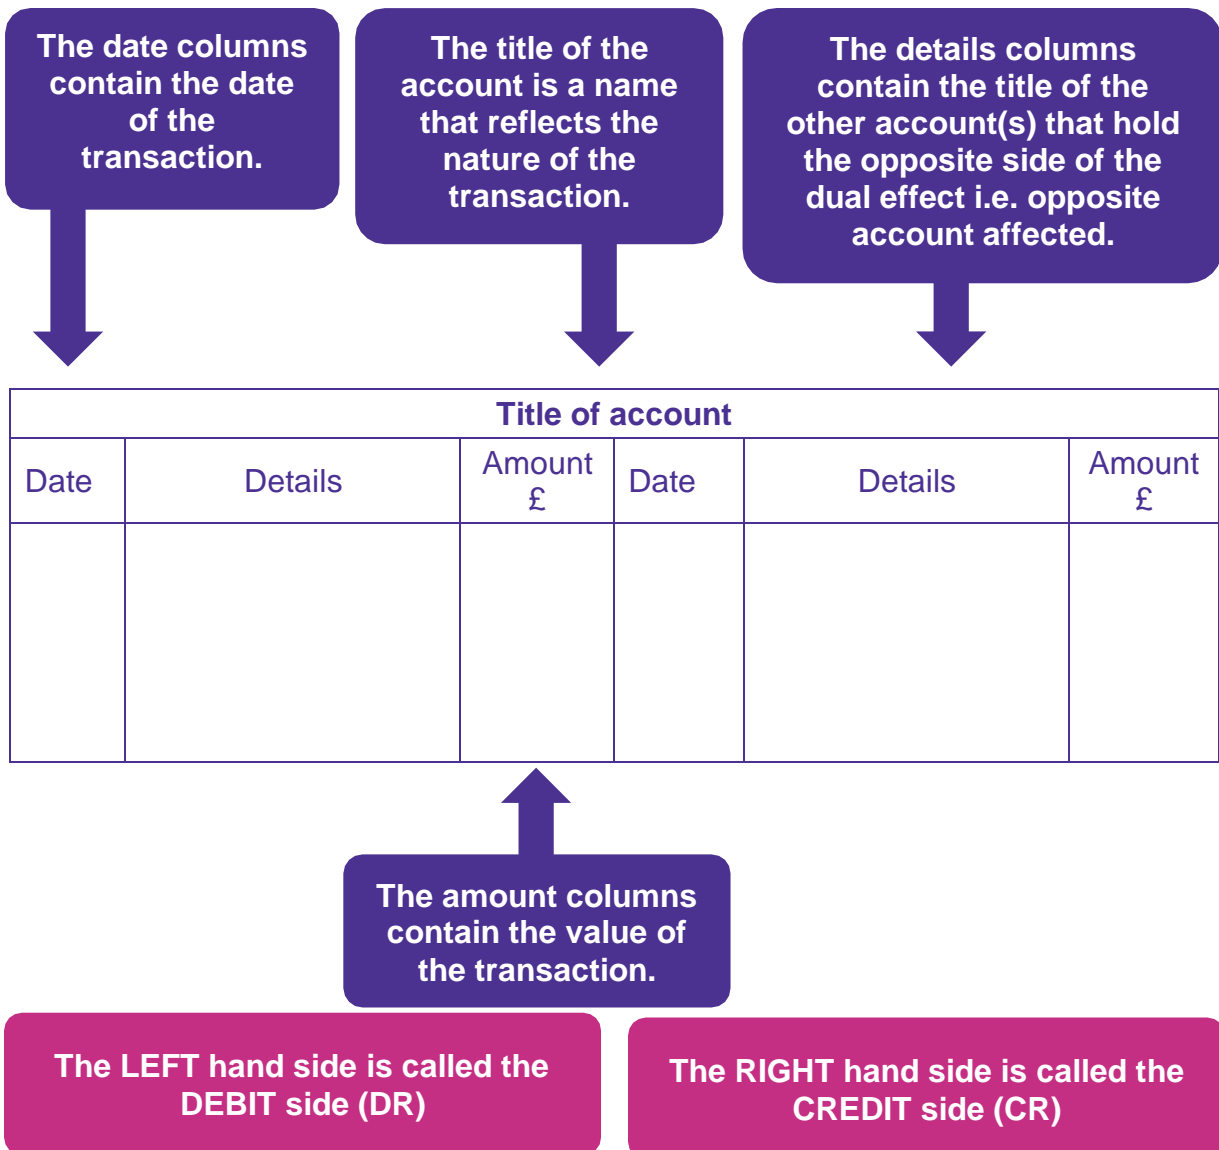 The date columns
contain the date
of the
transaction.
The title of the
account is a name
that reflects the
nature of the
transaction.
The details columns
contain the title of the
other account(s) that hold
the opposite side of the
dual effect i.e. opposite
account affected.
Title of account
Date Details Amount £ Date Details Amount £
The amount columns
contain the value of
the transaction.
The LEFT hand side is called the
DEBIT side (DR)
The RIGHT hand side is called the
CREDIT side (CR)